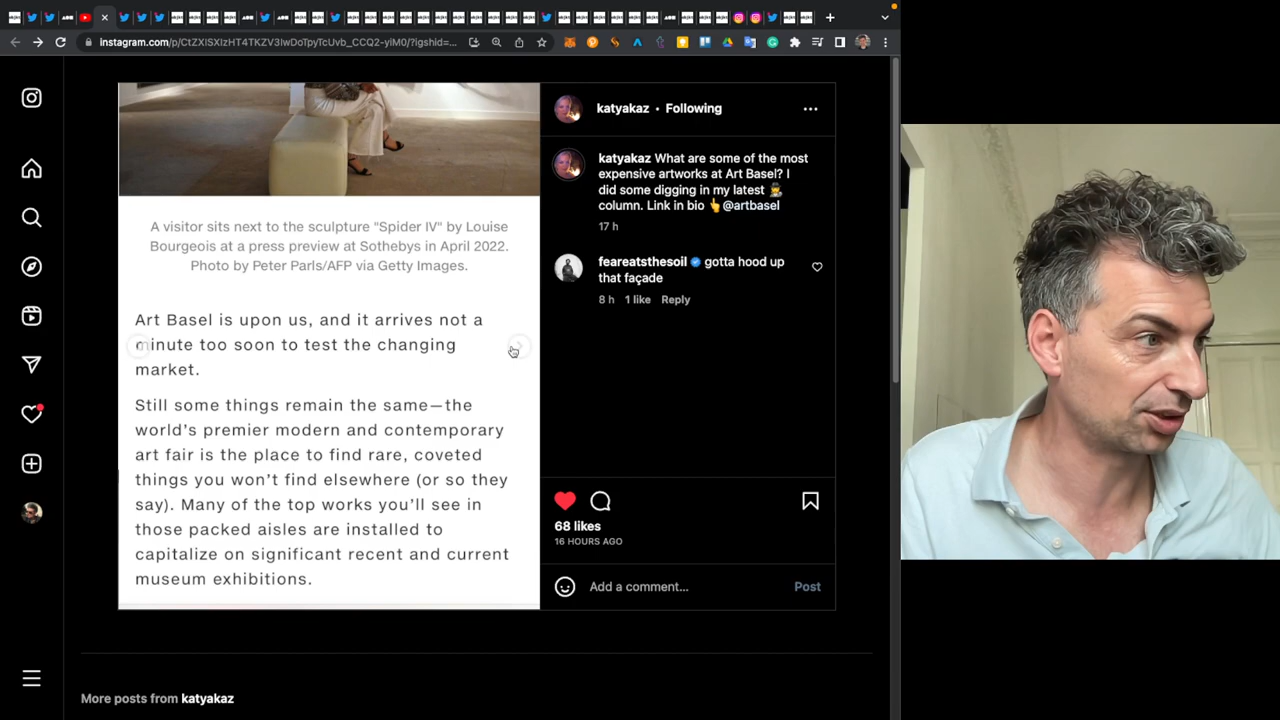 instagram.com/p/CtZXISXIzHT4TKZV3IwDoTpyTcUvb_CCQ2-yiM0/?igshid=...
A visitor sits next to the sculpture "Spider IV" by Louise
Bourgeois at a press preview at Sothebys in April 2022.
Photo by Peter Parls/AFP via Getty Images.
Art Basel is upon us, and it arrives not a
minute too soon to test the changing
market.
Still some things remain the same—the
world's premier modern and contemporary
art fair is the place to find rare, coveted
things you won't find elsewhere (or so they
say). Many of the top works you'll see in
those packed aisles are installed to
capitalize on significant recent and current
museum exhibitions.
katyakaz • Following
katyakaz What are some of the most
expensive artworks at Art Basel? I
did some digging in my latest 🕵️
column. Link in bio 👆@artbasel
17 h
feareatsthesoil gotta hood up
that façade
8 h 1 like Reply
68 likes
16 HOURS AGO
Add a comment... Post
More posts from katyakaz